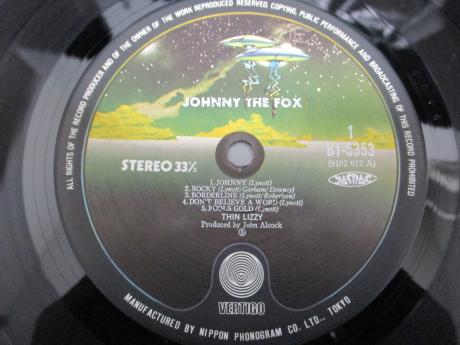 ALL RIGHTS OF THE RECORD PRODUCER AND OF THE OWNER OF THE WORK REPRODUCED RESERVED. COPYING, PUBLIC PERFORMANCE AND BROADCASTING OF THIS RECORD PROHIBITED
JOHNNY THE FOX
1
BT-5353
(9102 012 A)
JASRAC
STEREO 33⅓
1. JOHNNY (Lynott)
2. ROCKY (Lynott/Gorham/Downey)
3. BORDERLINE (Lynott/Robertson)
4. DON'T BELIEVE A WORD (Lynott)
5. FOOLS GOLD (Lynott)
THIN LIZZY
Produced by John Alcock
Ⓟ
VERTIGO
MANUFACTURED BY NIPPON PHONOGRAM CO. LTD., TOKYO